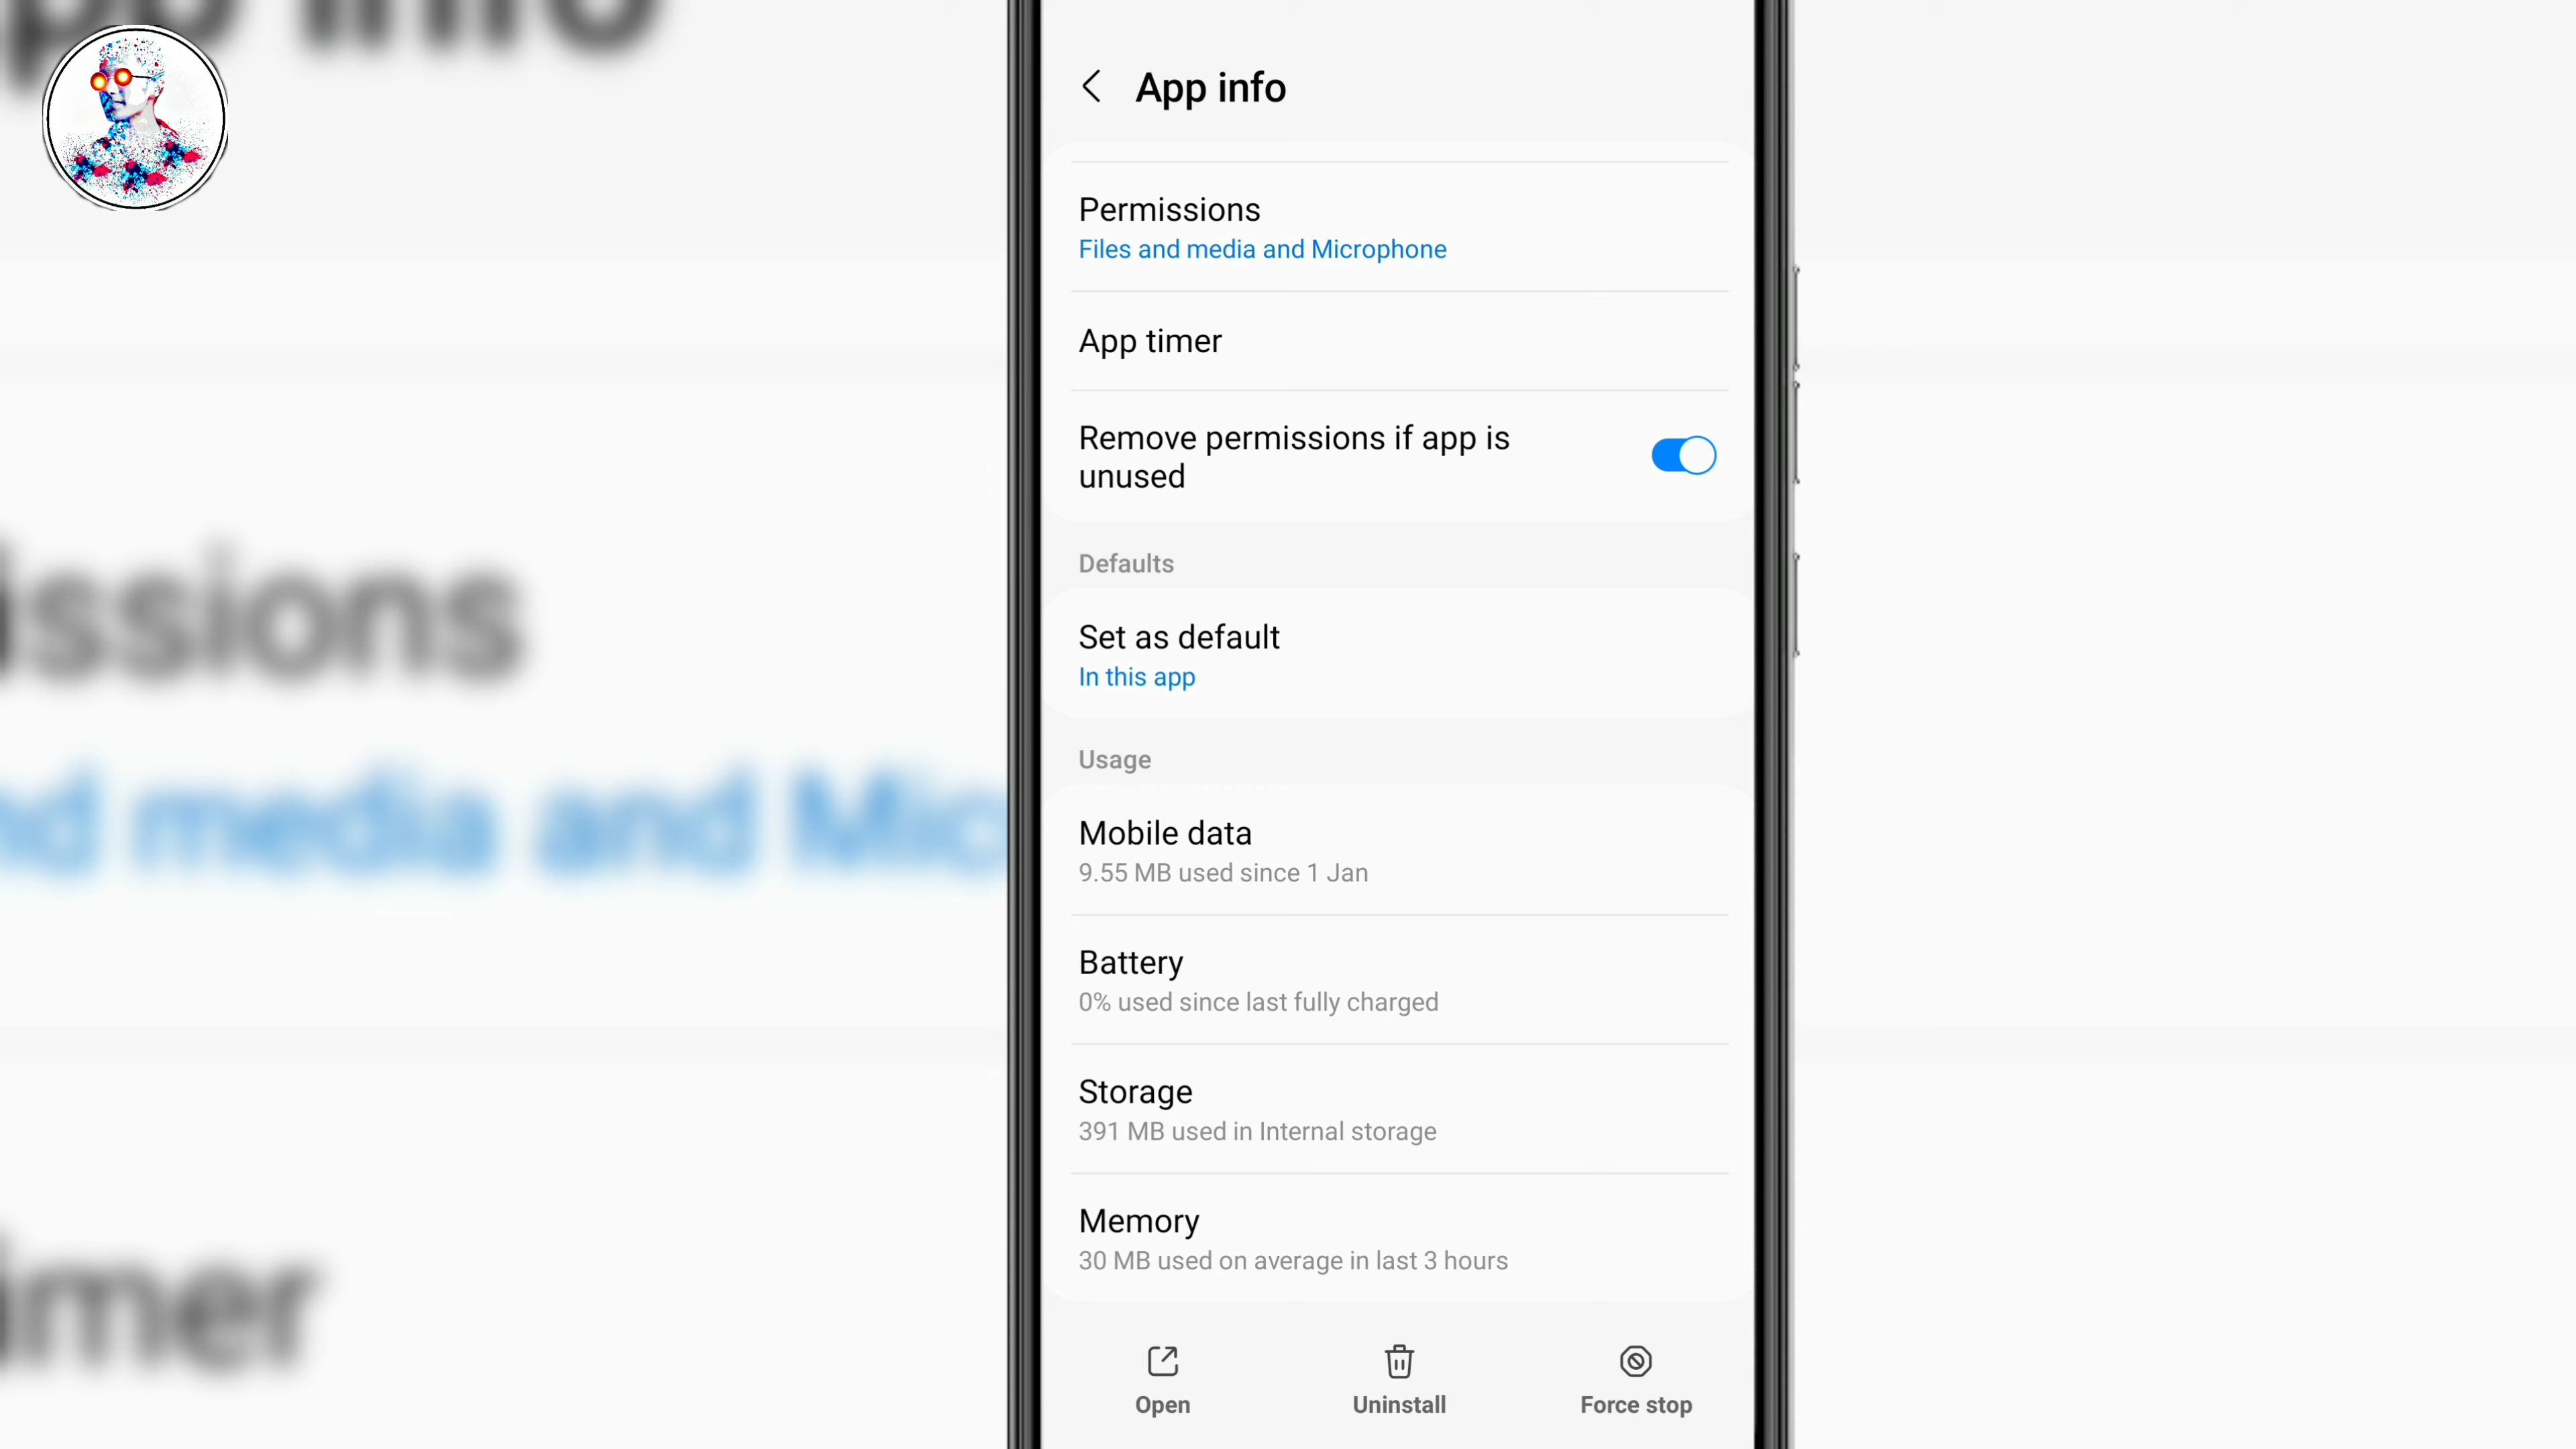 App info
Permissions
Files and media and Microphone
App timer
Remove permissions if app is
unused
Defaults
Set as default
In this app
Usage
Mobile data
9.55 MB used since 1 Jan
Battery
0% used since last fully charged
Storage
391 MB used in Internal storage
Memory
30 MB used on average in last 3 hours
Open
Uninstall
Force stop